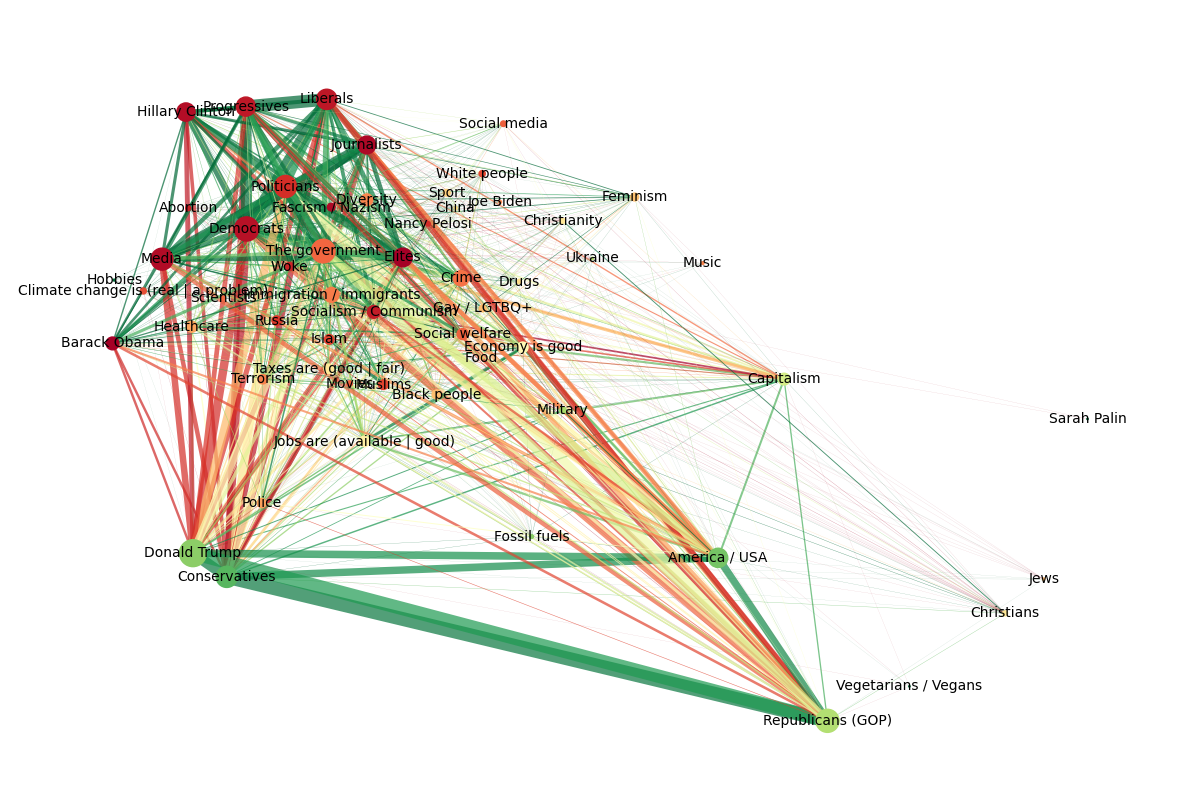 Liberals
Hillary Clinton
Progressives
Social media
Journalists
White people
Politicians
Sport
Diversity
Joe Biden
Feminism
Abortion
Fascism / Nazism
China
Christianity
Nancy Pelosi
Democrats
The government
Elites
Media
Ukraine
Music
Woke
Hobbies
Crime
Drugs
Climate change is (real | a problem)
Scientists
Immigration / Immigrants
Gay / LGTBQ+
Socialism / Communism
Russia
Healthcare
Social welfare
Islam
Barack Obama
Economy is good
Food
Taxes are (good | fair)
Terrorism
Capitalism
Movies
Muslims
Black people
Military
Sarah Palin
Jobs are (available | good)
Police
Fossil fuels
Donald Trump
America / USA
Conservatives
Jews
Christians
Vegetarians / Vegans
Republicans (GOP)